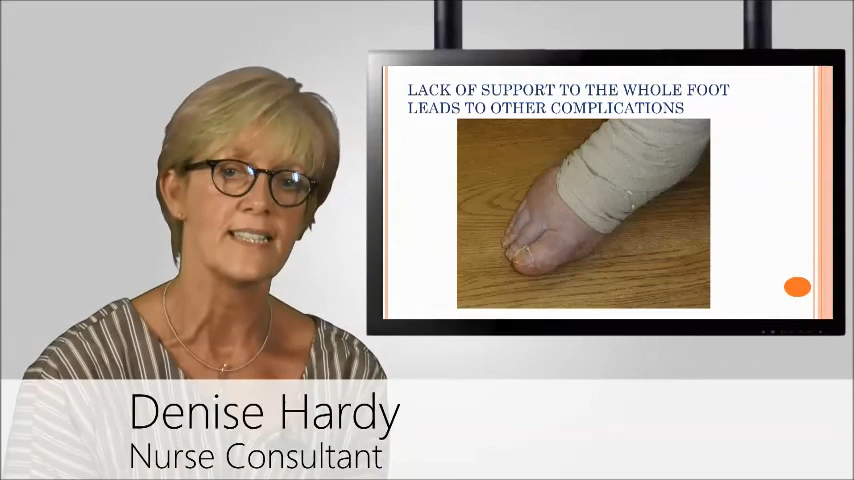 LACK OF SUPPORT TO THE WHOLE FOOT
LEADS TO OTHER COMPLICATIONS
Denise Hardy
Nurse Consultant